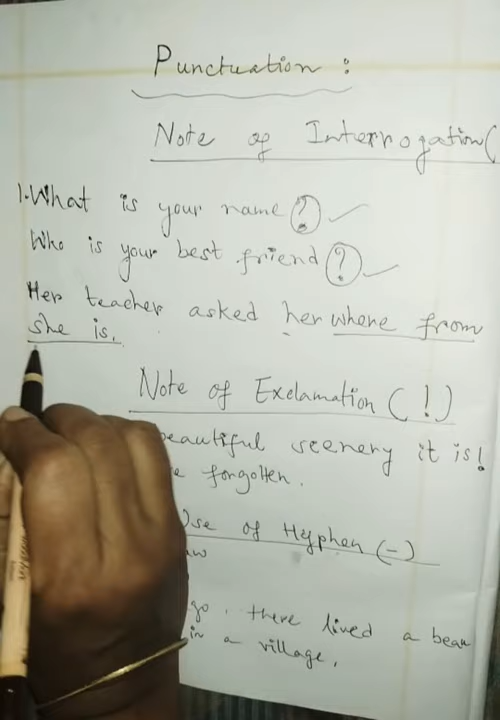 Punctuation :
Note of Interrogation (
1. What is your name ?
Who is your best friend ?
Her teacher asked her where from
she is.
Note of Exclamation ( ! )
beautiful scenery it is !
forgotten.
Use of Hyphen (-)
go, there lived a bear
in a village.